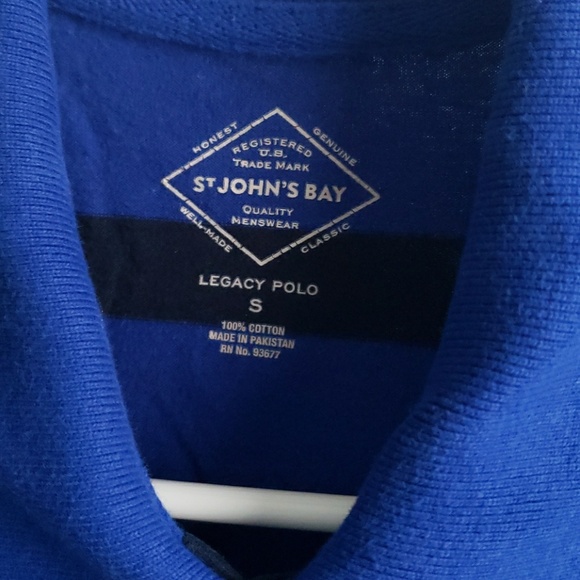 HONEST
GENUINE
REGISTERED
U.S.
TRADE MARK
ST JOHN'S BAY
QUALITY
MENSWEAR
WELL-MADE
CLASSIC
LEGACY POLO
S
100% COTTON
MADE IN PAKISTAN
RN No. 93677